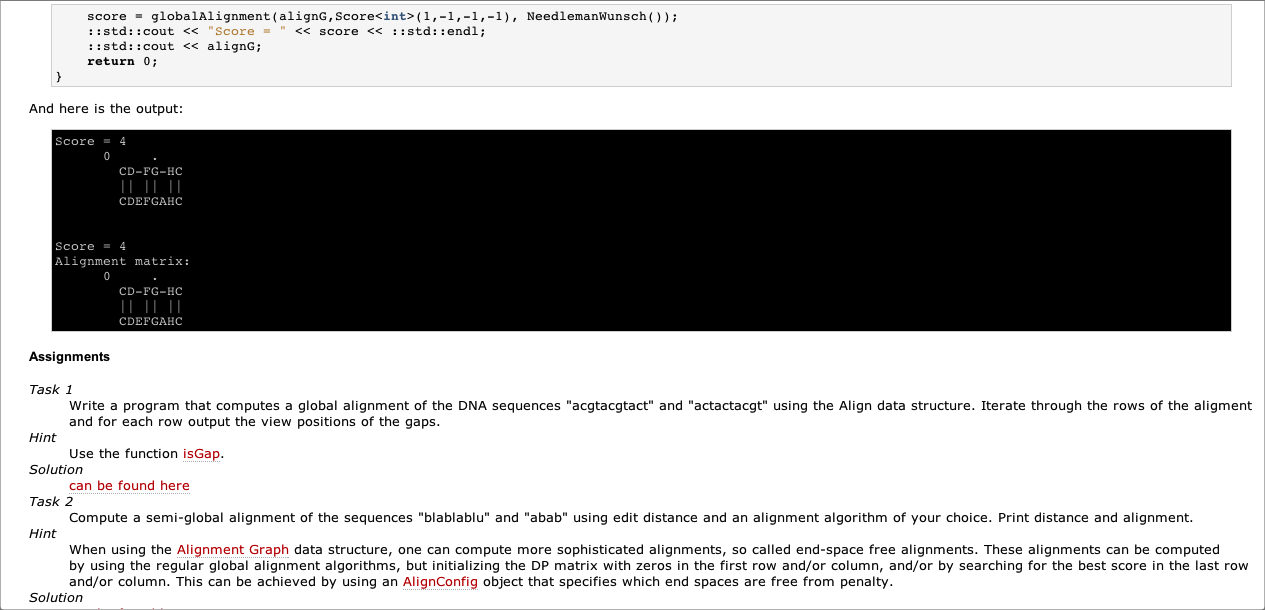 score = globalAlignment(alignG,Score<int>(1,-1,-1,-1), NeedlemanWunsch());
::std::cout << "Score = " << score << ::std::endl;
::std::cout << alignG;
return 0;
}
And here is the output:
Score = 4
0 .
CD-FG-HC
|| || ||
CDEFGAHC
Score = 4
Alignment matrix:
0 .
CD-FG-HC
|| || ||
CDEFGAHC
Assignments
Task 1
Write a program that computes a global alignment of the DNA sequences "acgtacgtact" and "actactacgt" using the Align data structure. Iterate through the rows of the aligment
and for each row output the view positions of the gaps.
Hint
Use the function isGap.
Solution
can be found here
Task 2
Compute a semi-global alignment of the sequences "blablablu" and "abab" using edit distance and an alignment algorithm of your choice. Print distance and alignment.
Hint
When using the Alignment Graph data structure, one can compute more sophisticated alignments, so called end-space free alignments. These alignments can be computed
by using the regular global alignment algorithms, but initializing the DP matrix with zeros in the first row and/or column, and/or by searching for the best score in the last row
and/or column. This can be achieved by using an AlignConfig object that specifies which end spaces are free from penalty.
Solution